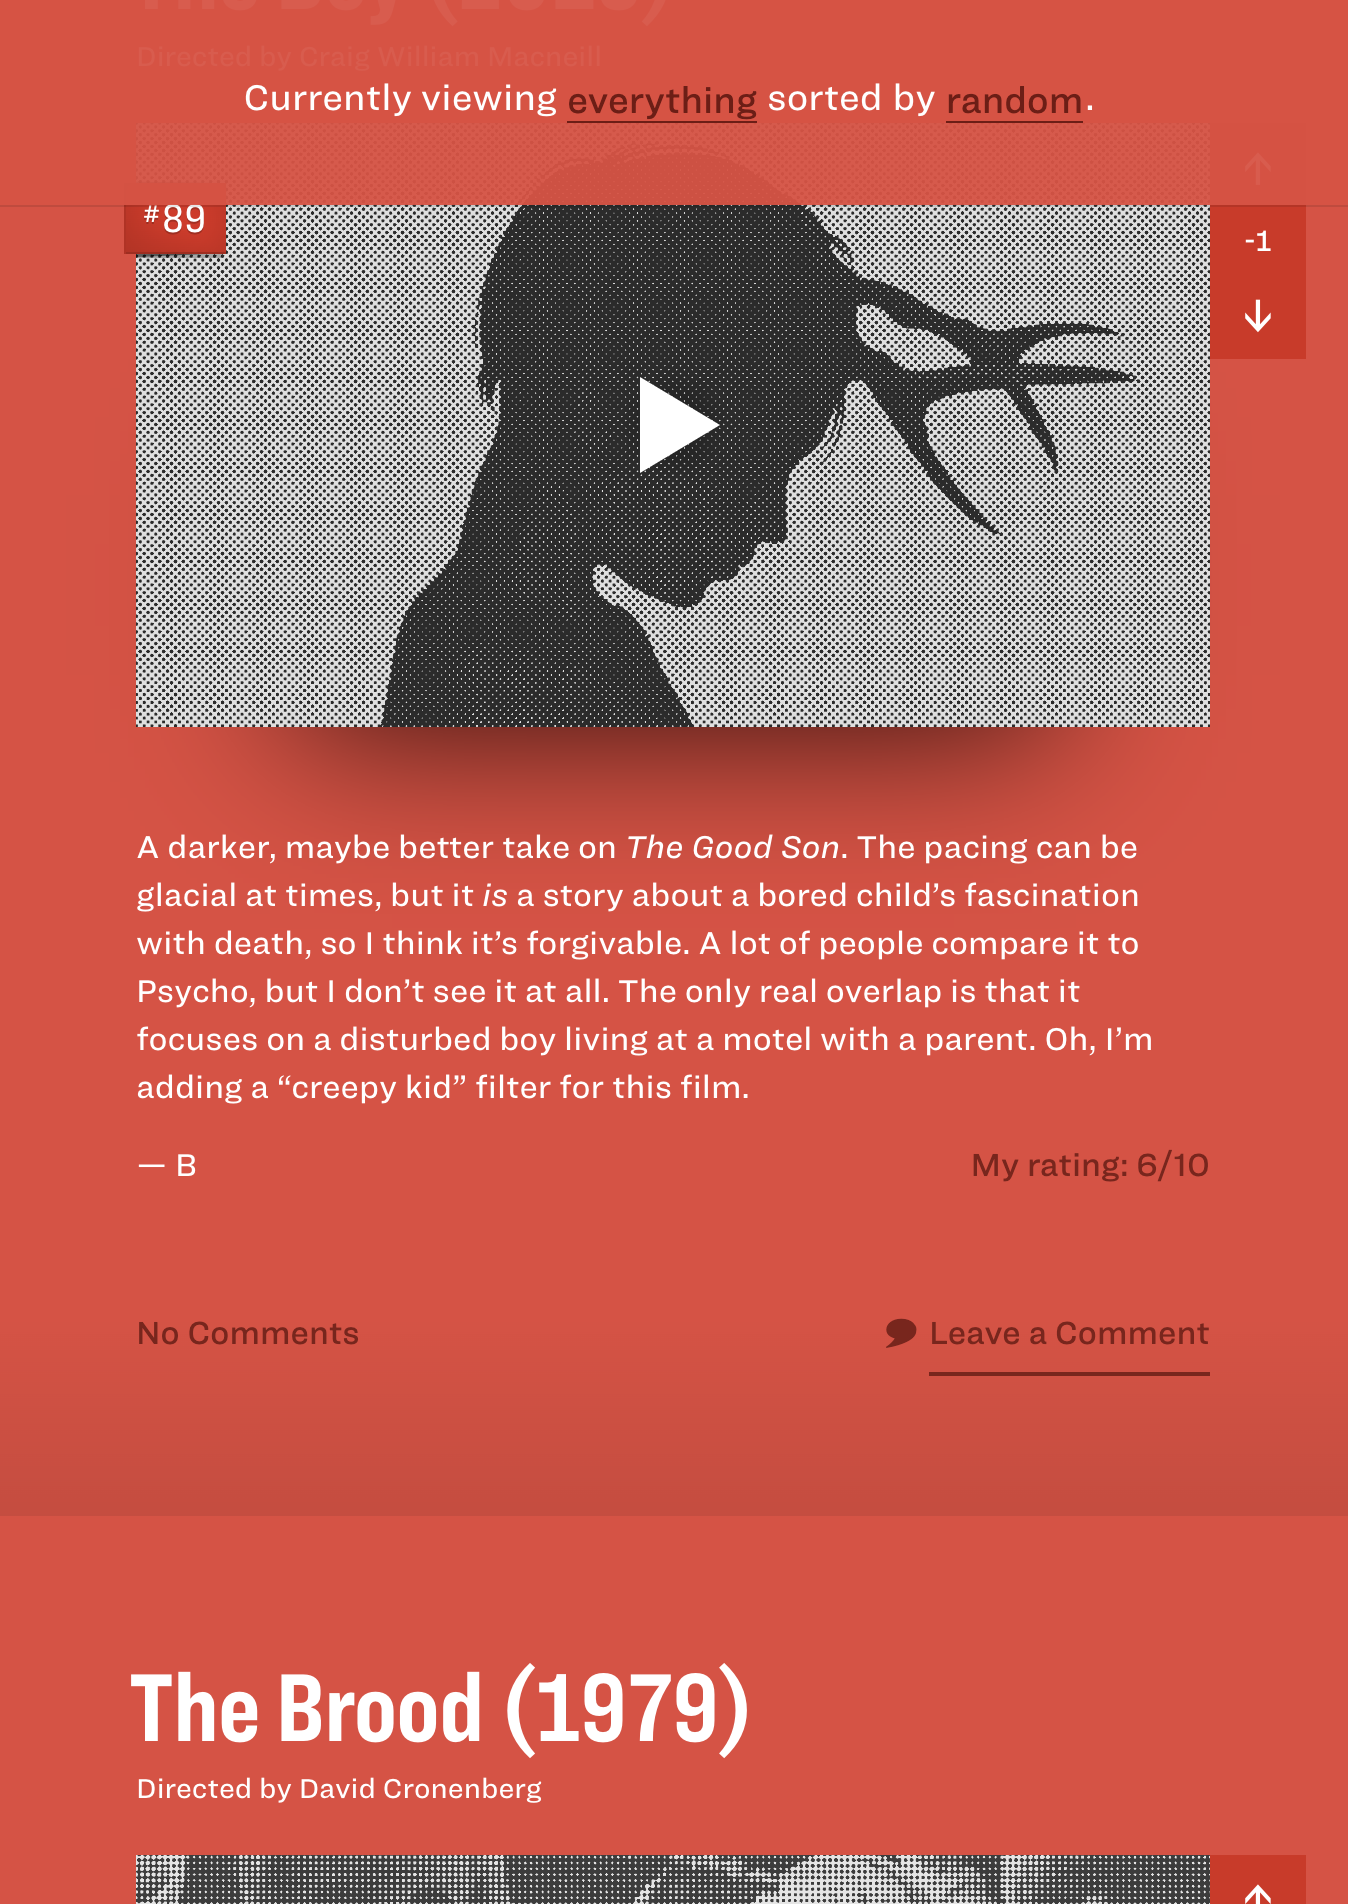 The Boy (2015)
Directed by Craig William Macneill
Currently viewing everything sorted by random.
#89
-1
A darker, maybe better take on The Good Son. The pacing can be
glacial at times, but it is a story about a bored child’s fascination
with death, so I think it’s forgivable. A lot of people compare it to
Psycho, but I don’t see it at all. The only real overlap is that it
focuses on a disturbed boy living at a motel with a parent. Oh, I’m
adding a “creepy kid” filter for this film.
— B
My rating: 6/10
No Comments
Leave a Comment
The Brood (1979)
Directed by David Cronenberg